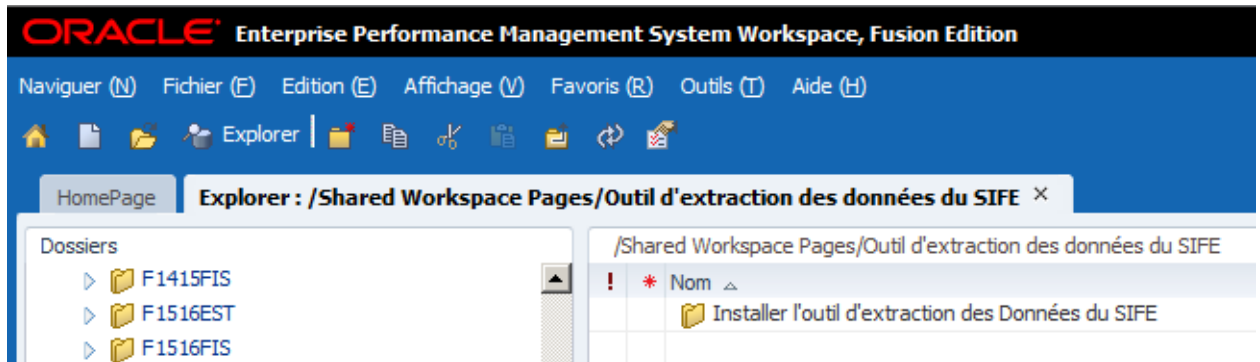 ORACLE Enterprise Performance Management System Workspace, Fusion Edition
Naviguer (N) Fichier (F) Edition (E) Affichage (V) Favoris (R) Outils (T) Aide (H)
Explorer
HomePage Explorer : /Shared Workspace Pages/Outil d'extraction des données du SIFE ×
Dossiers
F1415FIS
F1516EST
F1516FIS
/Shared Workspace Pages/Outil d'extraction des données du SIFE
! * Nom
Installer l'outil d'extraction des Données du SIFE